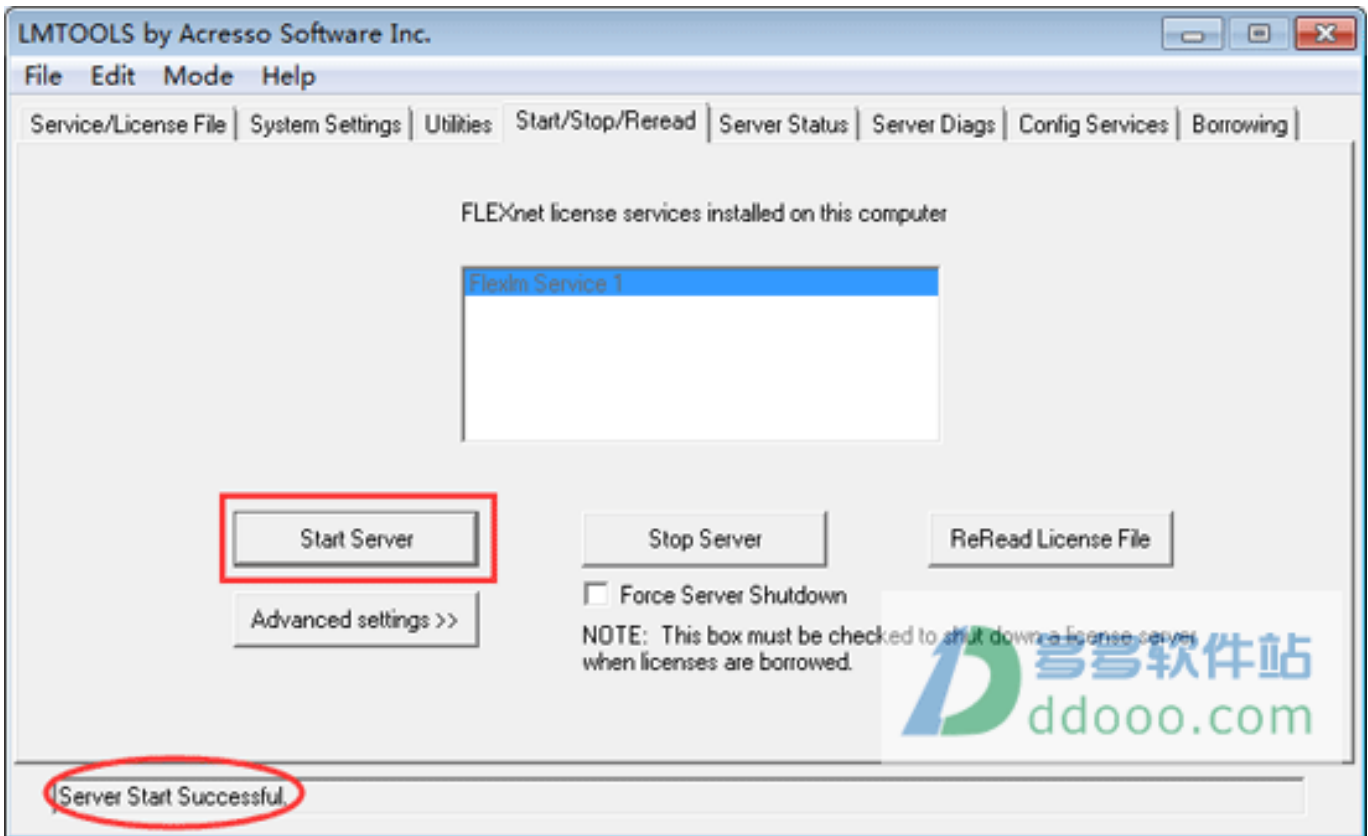 LMTOOLS by Acresso Software Inc.
File Edit Mode Help
Service/License File System Settings Utilities Start/Stop/Reread Server Status Server Diags Config Services Borrowing
FLEXnet license services installed on this computer
Flexlm Service 1
Start Server Stop Server ReRead License File
Force Server Shutdown
Advanced settings >>
NOTE: This box must be checked to shut down a license server
when licenses are borrowed.
多多软件站
ddooo.com
Server Start Successful.